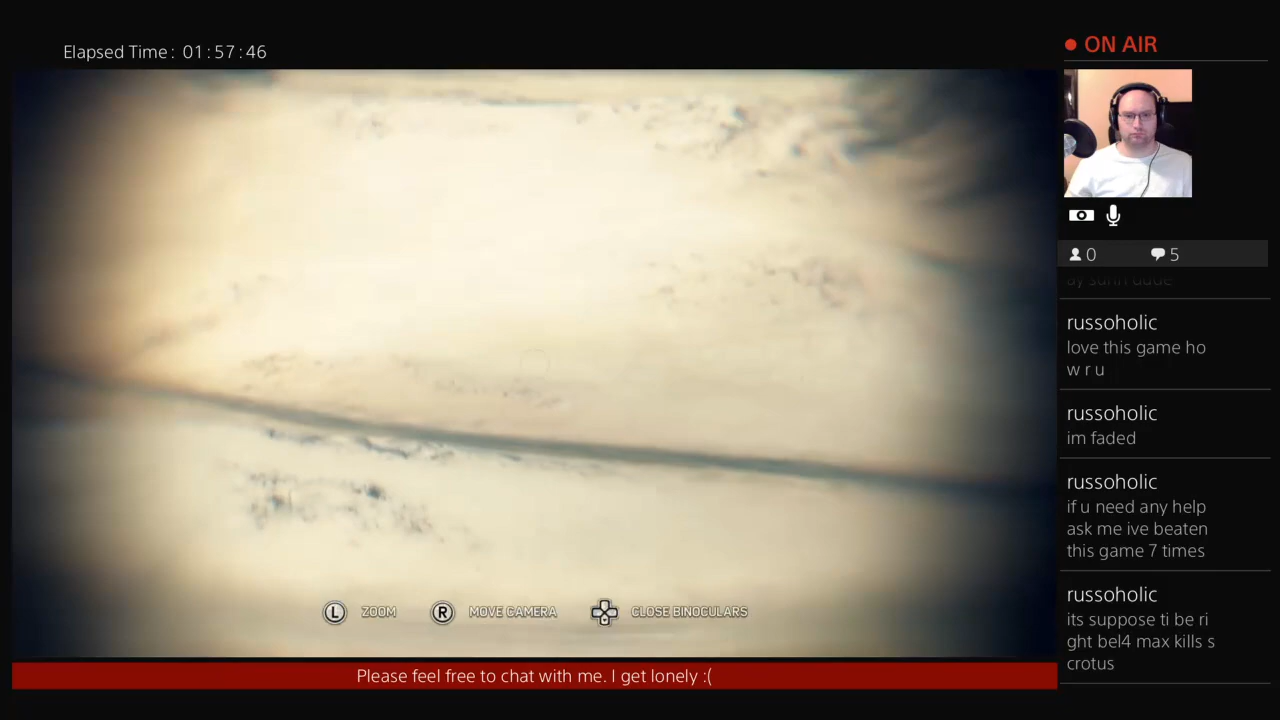 Elapsed Time: 01:57:46
ON AIR
0 5
russoholic
love this game ho
w r u
russoholic
im faded
russoholic
if u need any help
ask me ive beaten
this game 7 times
russoholic
its suppose ti be ri
ght bel4 max kills s
crotus
L ZOOM R MOVE CAMERA CLOSE BINOCULARS
Please feel free to chat with me. I get lonely :(